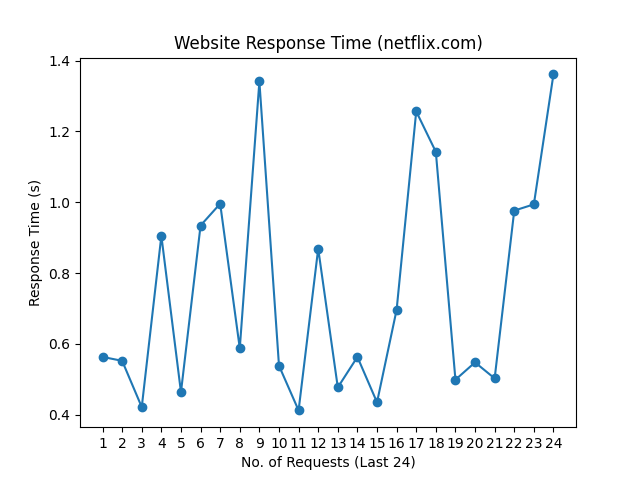 Website Response Time (netflix.com)
Response Time (s)
1.4
1.2
1.0
0.8
0.6
0.4
1 2 3 4 5 6 7 8 9 10 11 12 13 14 15 16 17 18 19 20 21 22 23 24
No. of Requests (Last 24)